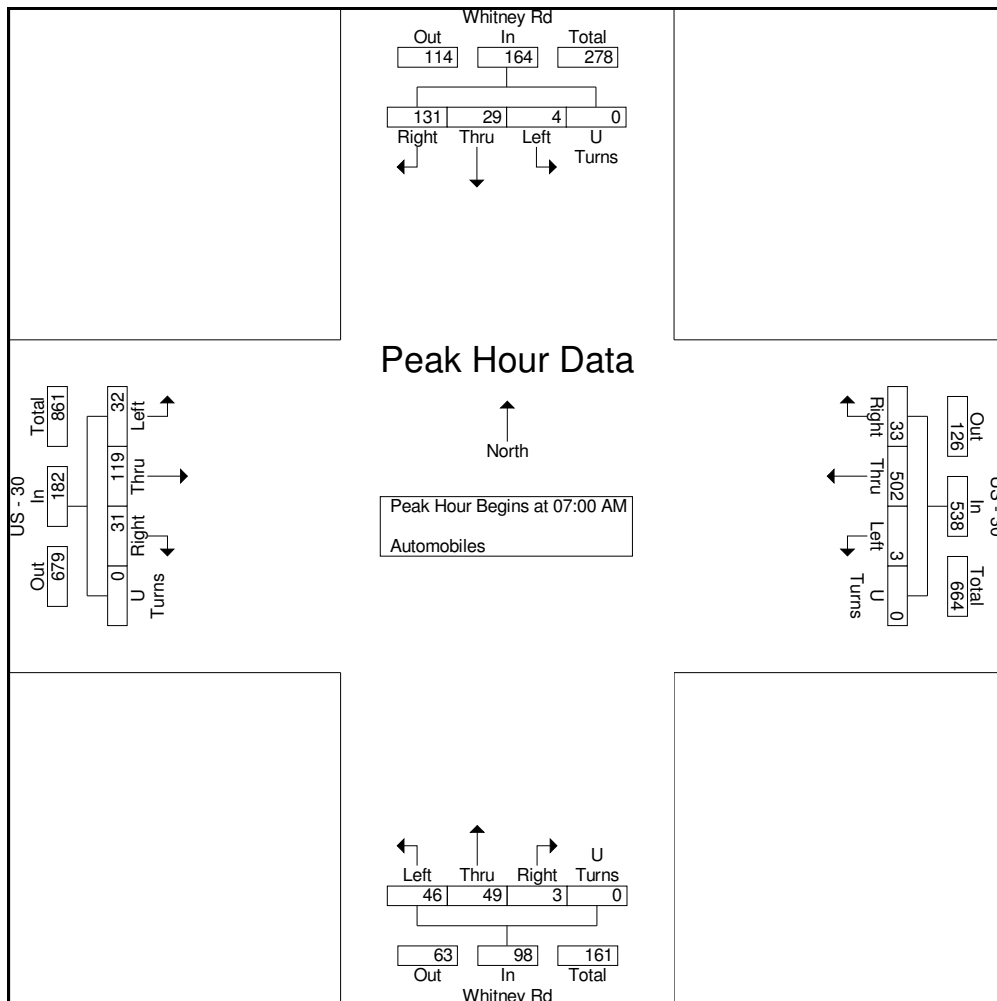 Whitney Rd
Out In Total
114 164 278
131 29 4 0
Right Thru Left U
Turns
Peak Hour Data
North
Peak Hour Begins at 07:00 AM
Automobiles
US - 30
Total In Out
861 182 679
32 119 31 0
Left Thru Right U
Turns
US - 30
Out In Total
126 538 664
33 502 3 0
Right Thru Left U
Turns
U
Left Thru Right Turns
46 49 3 0
63 98 161
Out In Total
Whitney Rd